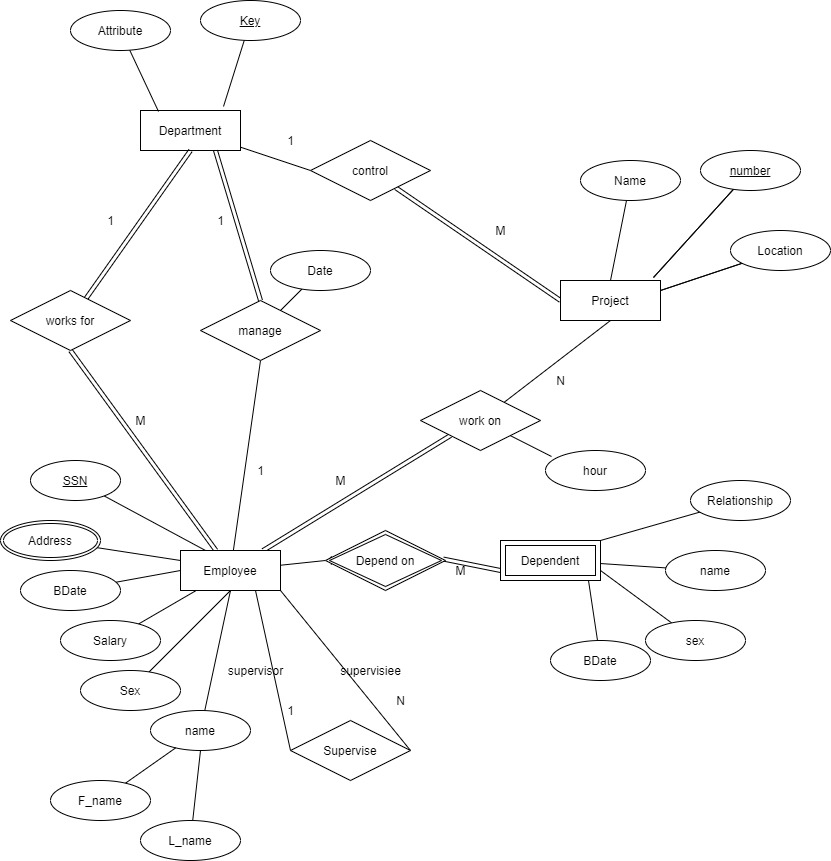 Key
Attribute
Department
1
control
Name
number
1
1
M
Location
Date
Project
works for
manage
N
M
work on
hour
1
M
SSN
Relationship
Address
Employee
Depend on
M
Dependent
name
BDate
Salary
sex
BDate
supervisor
supervisiee
Sex
N
1
name
Supervise
F_name
L_name